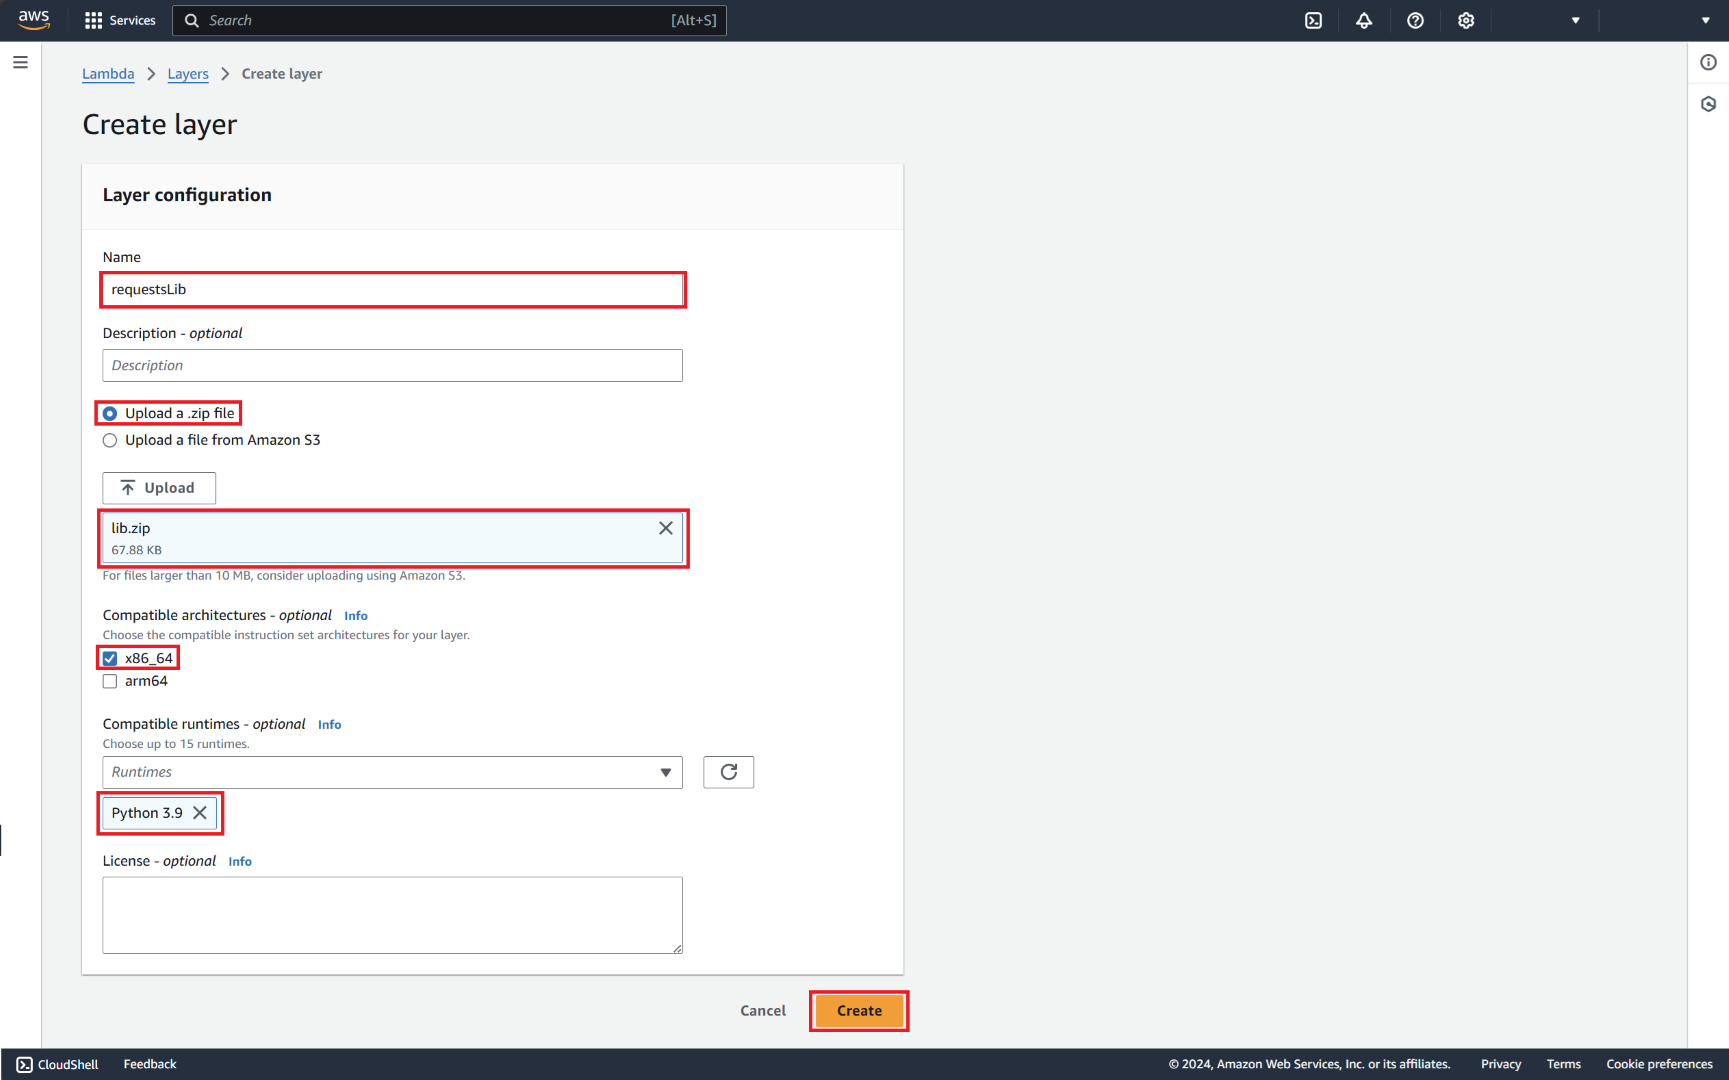 aws Services Search [Alt+S]
Lambda Layers Create layer
Create layer
Layer configuration
Name
requestsLib
Description - optional
Description
Upload a .zip file
Upload a file from Amazon S3
Upload
lib.zip
67.88 KB
For files larger than 10 MB, consider uploading using Amazon S3.
Compatible architectures - optional Info
Choose the compatible instruction set architectures for your layer.
x86_64
arm64
Compatible runtimes - optional Info
Choose up to 15 runtimes.
Runtimes
Python 3.9
License - optional Info
Cancel Create
CloudShell Feedback © 2024, Amazon Web Services, Inc. or its affiliates. Privacy Terms Cookie preferences